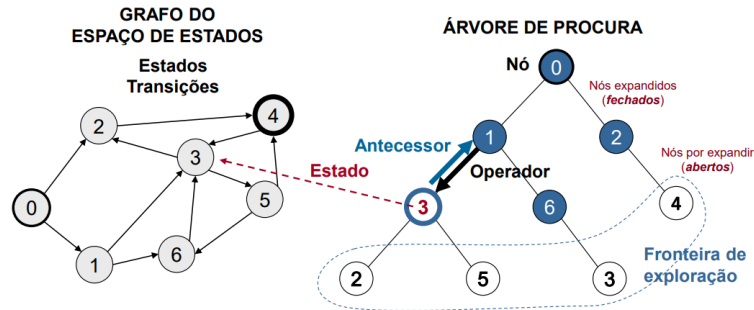 GRAFO DO
ESPAÇO DE ESTADOS
Estados
Transições
2
4
3
0
5
1
6
Estado
ÁRVORE DE PROCURA
Nó
0
Nós expandidos
(fechados)
1
2
Antecessor
Operador
Nós por expandir
(abertos)
3
6
4
Fronteira de
exploração
2
5
3